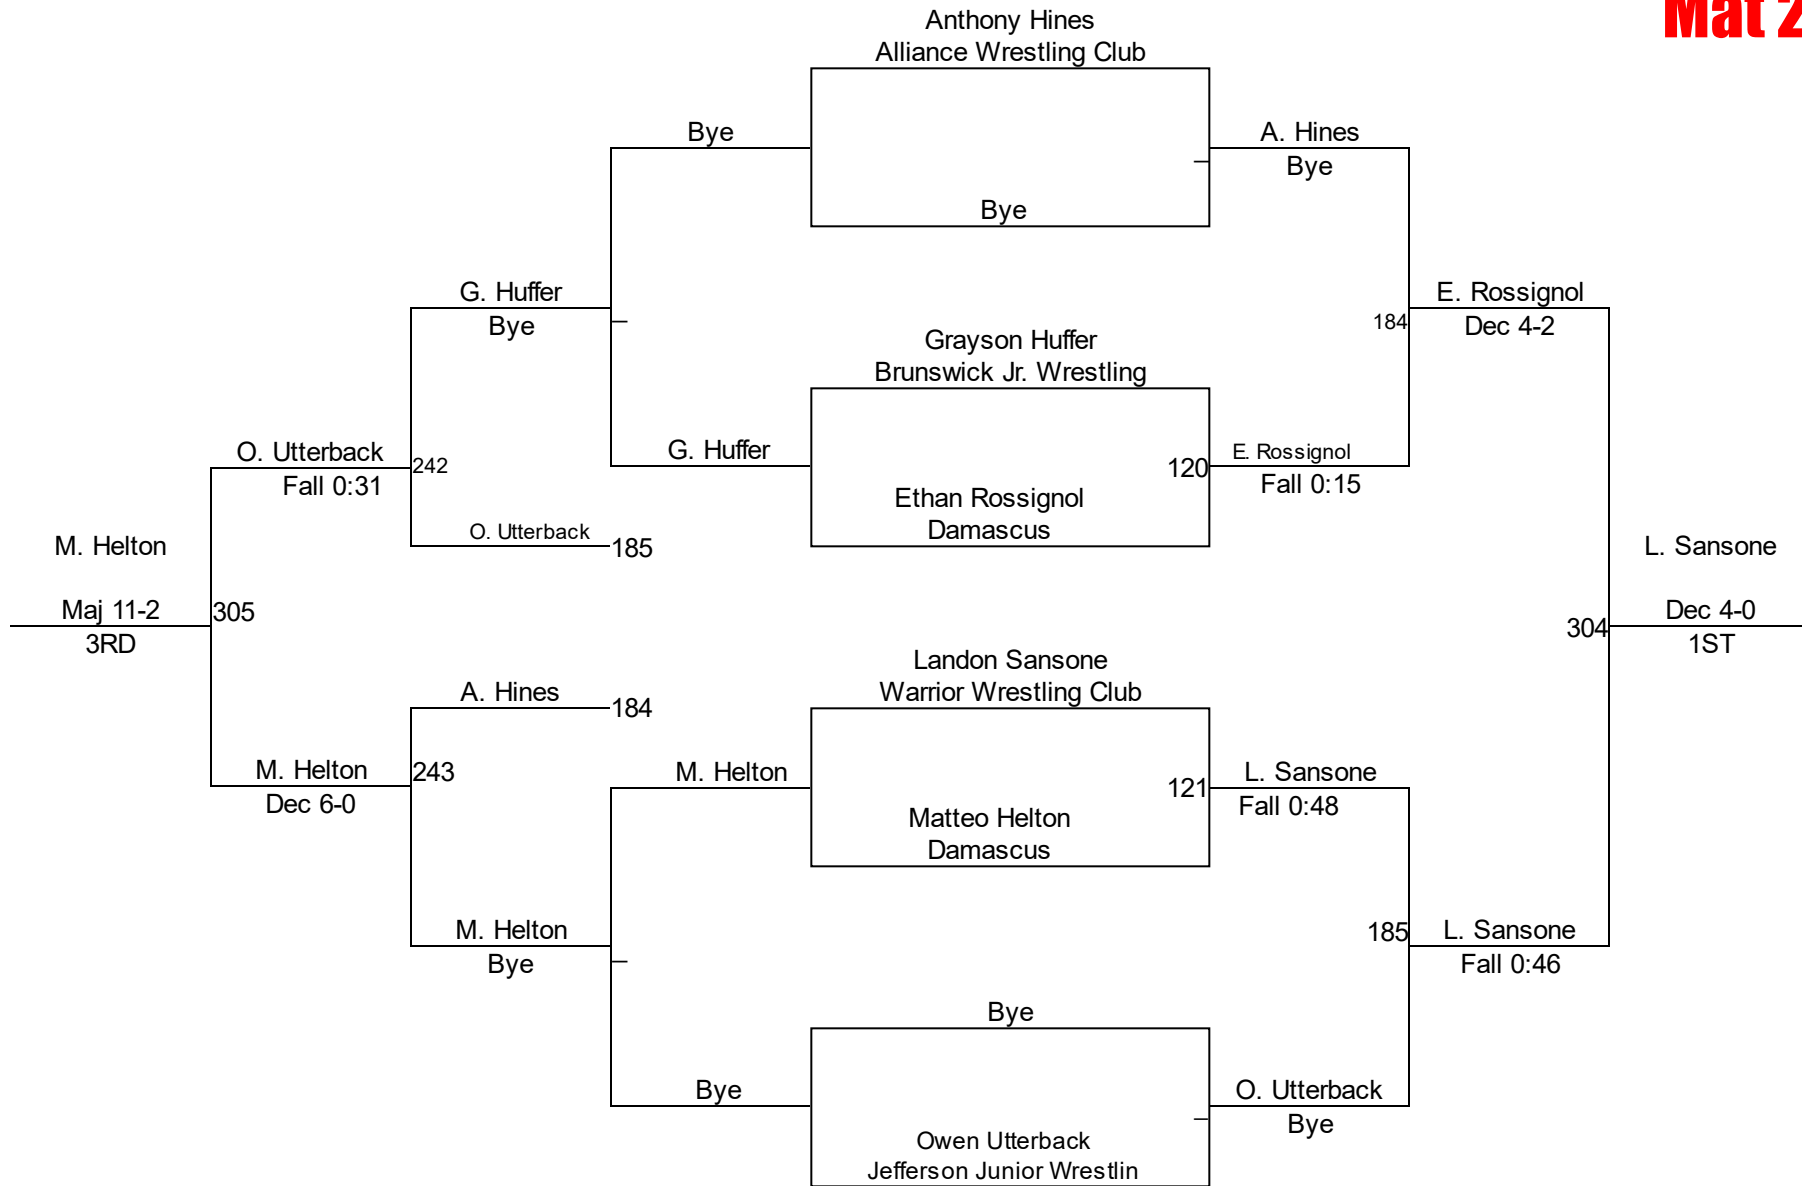 Mat
Anthony Hines
Alliance Wrestling Club
Bye
A. Hines
Bye
Bye
G. Huffer
Bye
E. Rossignol
Dec 4-2
184
Grayson Huffer
Brunswick Jr. Wrestling
G. Huffer
120
E. Rossignol
Fall 0:15
Ethan Rossignol
Damascus
O. Utterback
Fall 0:31
242
O. Utterback
185
M. Helton
Maj 11-2
3RD
305
L. Sansone
Dec 4-0
1ST
304
Landon Sansone
Warrior Wrestling Club
A. Hines
184
M. Helton
Dec 6-0
243
M. Helton
121
L. Sansone
Fall 0:48
Matteo Helton
Damascus
M. Helton
Bye
185
L. Sansone
Fall 0:46
Bye
Bye
O. Utterback
Bye
Owen Utterback
Jefferson Junior Wrestlin